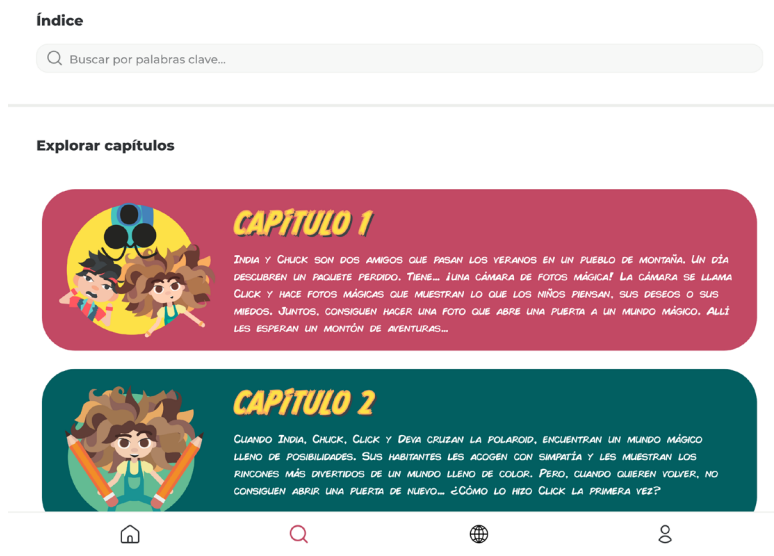 Índice
Buscar por palabras clave...
Explorar capítulos
CAPÍTULO 1
INDIA Y CHUCK SON DOS AMIGOS QUE PASAN LOS VERANOS EN UN PUEBLO DE MONTAÑA. UN DÍA
DESCUBREN UN PAQUETE PERDIDO. TIENE... ¡UNA CÁMARA DE FOTOS MÁGICA! LA CÁMARA SE LLAMA
CLICK Y HACE FOTOS MÁGICAS QUE MUESTRAN LO QUE LOS NIÑOS PIENSAN, SUS DESEOS O SUS
MIEDOS. JUNTOS, CONSIGUEN HACER UNA FOTO QUE ABRE UNA PUERTA A UN MUNDO MÁGICO. ALLÍ
LES ESPERAN UN MONTÓN DE AVENTURAS...
CAPÍTULO 2
CUANDO INDIA, CHUCK, CLICK Y DEVA CRUZAN LA POLAROID, ENCUENTRAN UN MUNDO MÁGICO
LLENO DE POSIBILIDADES. SUS HABITANTES LES ACOGEN CON SIMPATÍA Y LES MUESTRAN LOS
RINCONES MÁS DIVERTIDOS DE UN MUNDO LLENO DE COLOR. PERO, CUANDO QUIEREN VOLVER, NO
CONSIGUEN ABRIR UNA PUERTA DE NUEVO... ¿CÓMO LO HIZO CLICK LA PRIMERA VEZ?